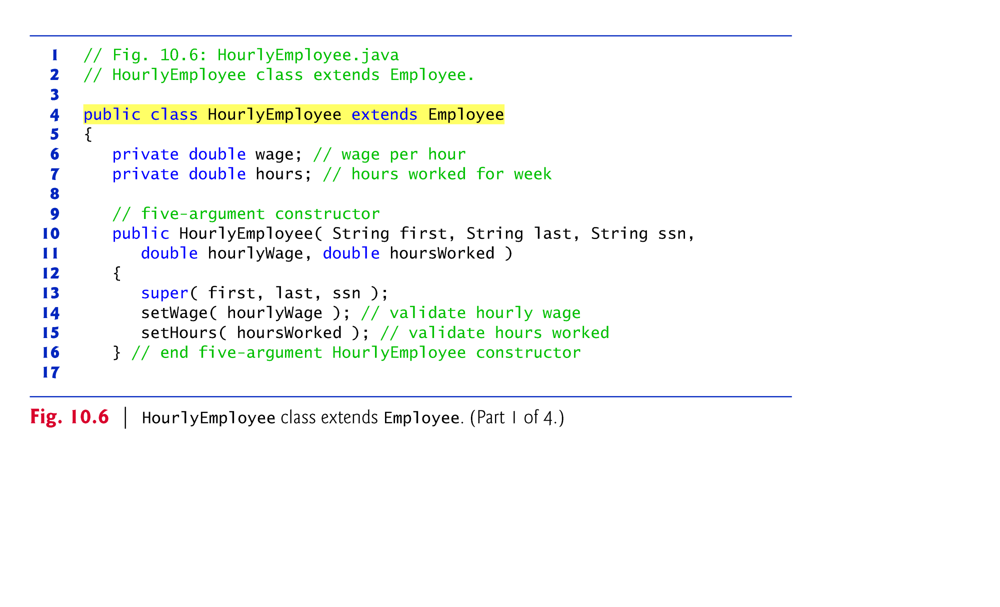 1 // Fig. 10.6: HourlyEmployee.java
2 // HourlyEmployee class extends Employee.
3
4 public class HourlyEmployee extends Employee
5 {
6    private double wage; // wage per hour
7    private double hours; // hours worked for week
8
9    // five-argument constructor
10    public HourlyEmployee( String first, String last, String ssn,
11       double hourlyWage, double hoursWorked )
12    {
13       super( first, last, ssn );
14       setWage( hourlyWage ); // validate hourly wage
15       setHours( hoursWorked ); // validate hours worked
16    } // end five-argument HourlyEmployee constructor
17
Fig. 10.6 | HourlyEmployee class extends Employee. (Part 1 of 4.)